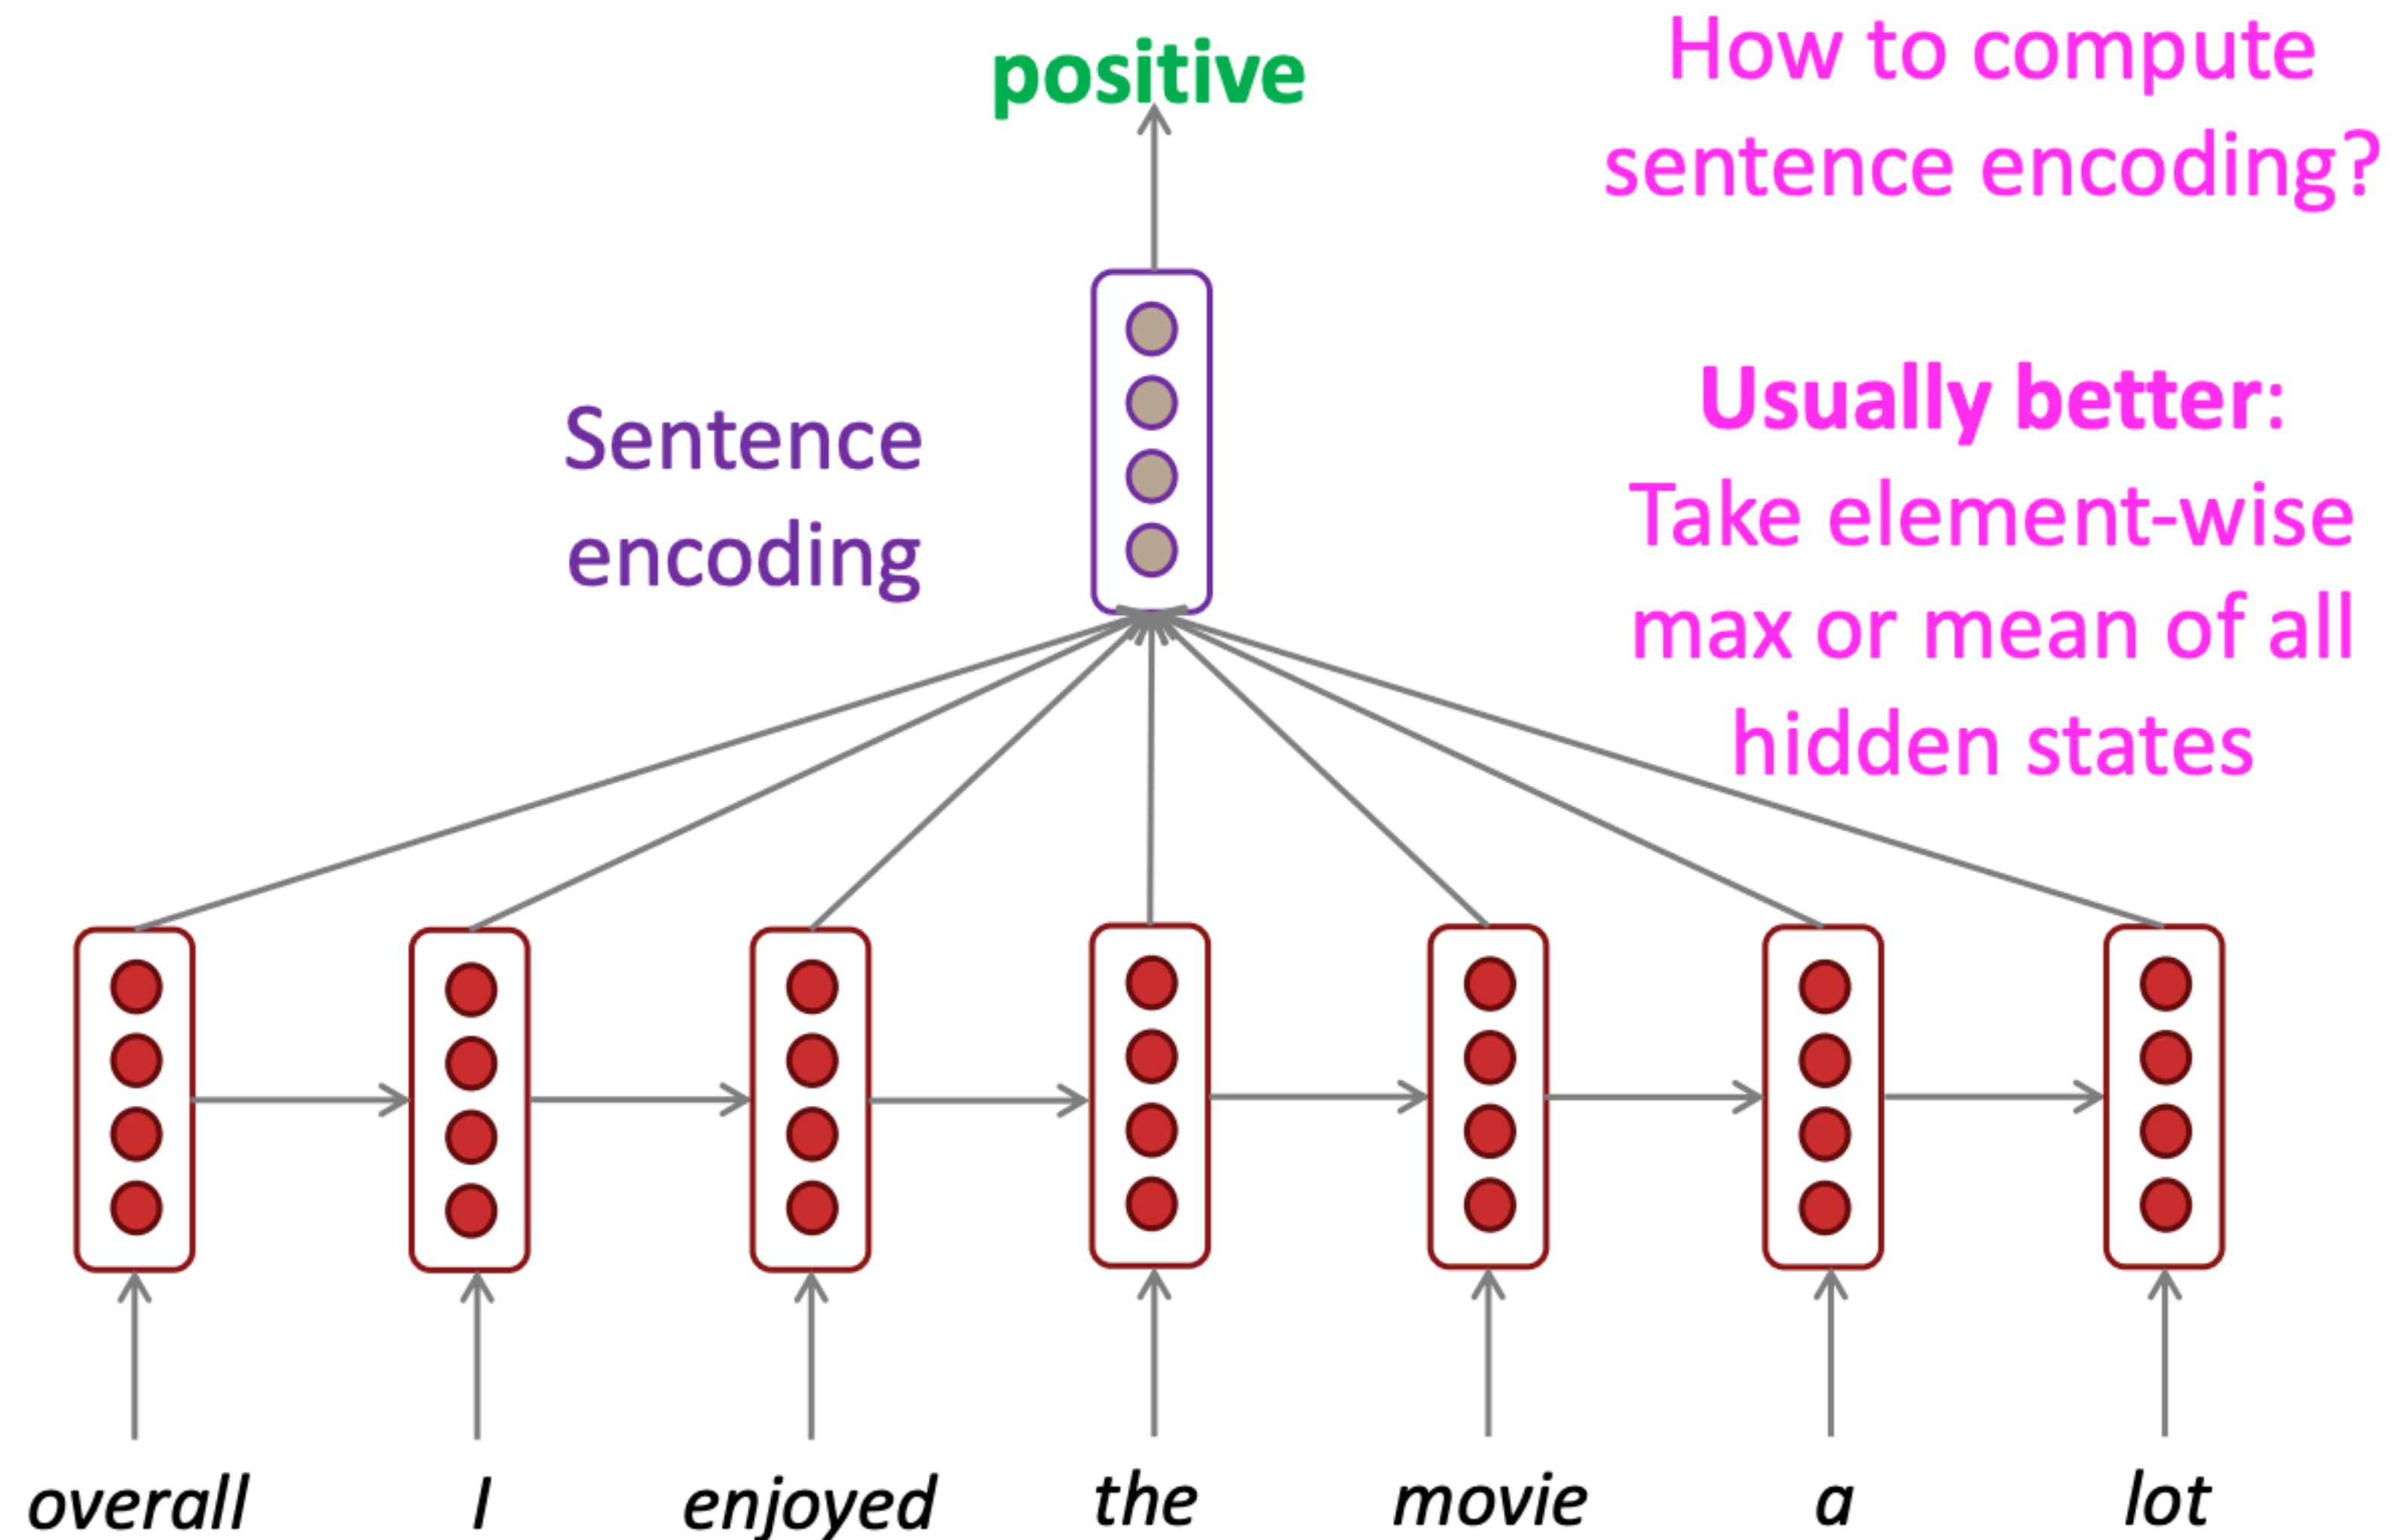 positive
How to compute
sentence encoding?
Sentence
encoding
Usually better:
Take element-wise
max or mean of all
hidden states
overall I enjoyed the movie a lot